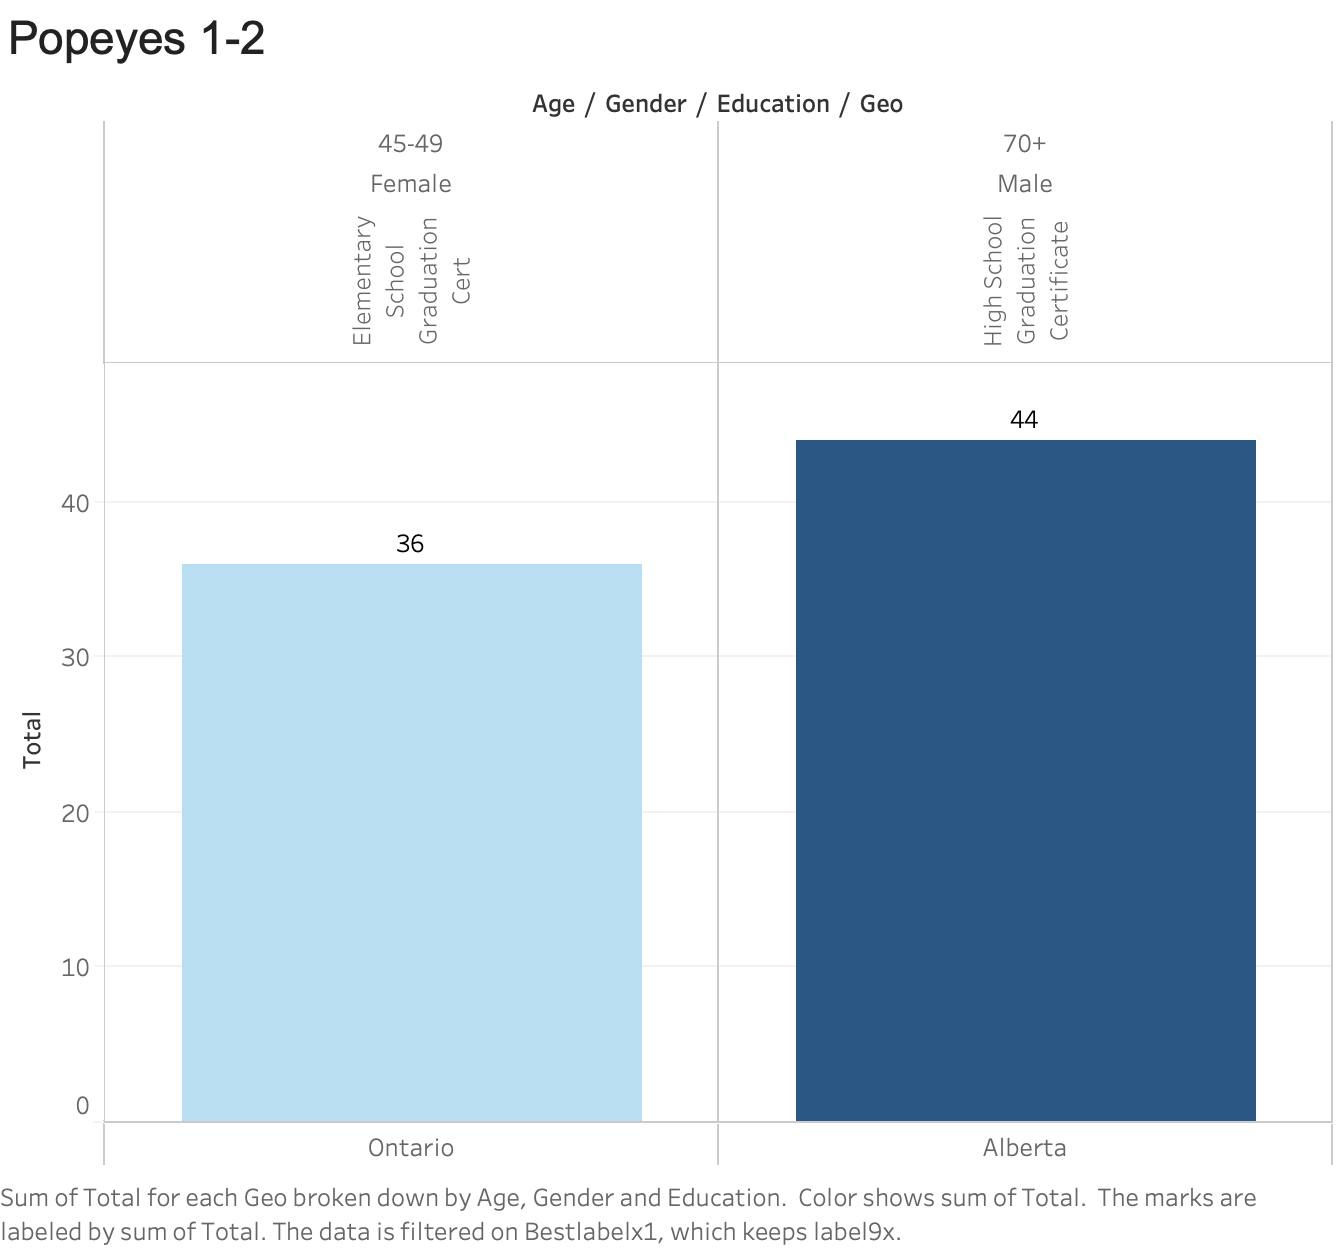 Popeyes 1-2
Age / Gender / Education / Geo
45-49
70+
Female
Male
Elementary
School
Graduation
Cert
High School
Graduation
Certificate
44
40
36
30
Total
20
10
0
Ontario
Alberta
Sum of Total for each Geo broken down by Age, Gender and Education.  Color shows sum of Total.  The marks are
labeled by sum of Total. The data is filtered on Bestlabelx1, which keeps label9x.